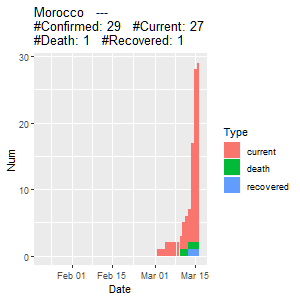 Morocco   ---
#Confirmed: 29   #Current: 27
#Death: 1   #Recovered: 1
30
20
10
0
Num
Feb 01
Feb 15
Mar 01
Mar 15
Date
Type
current
death
recovered